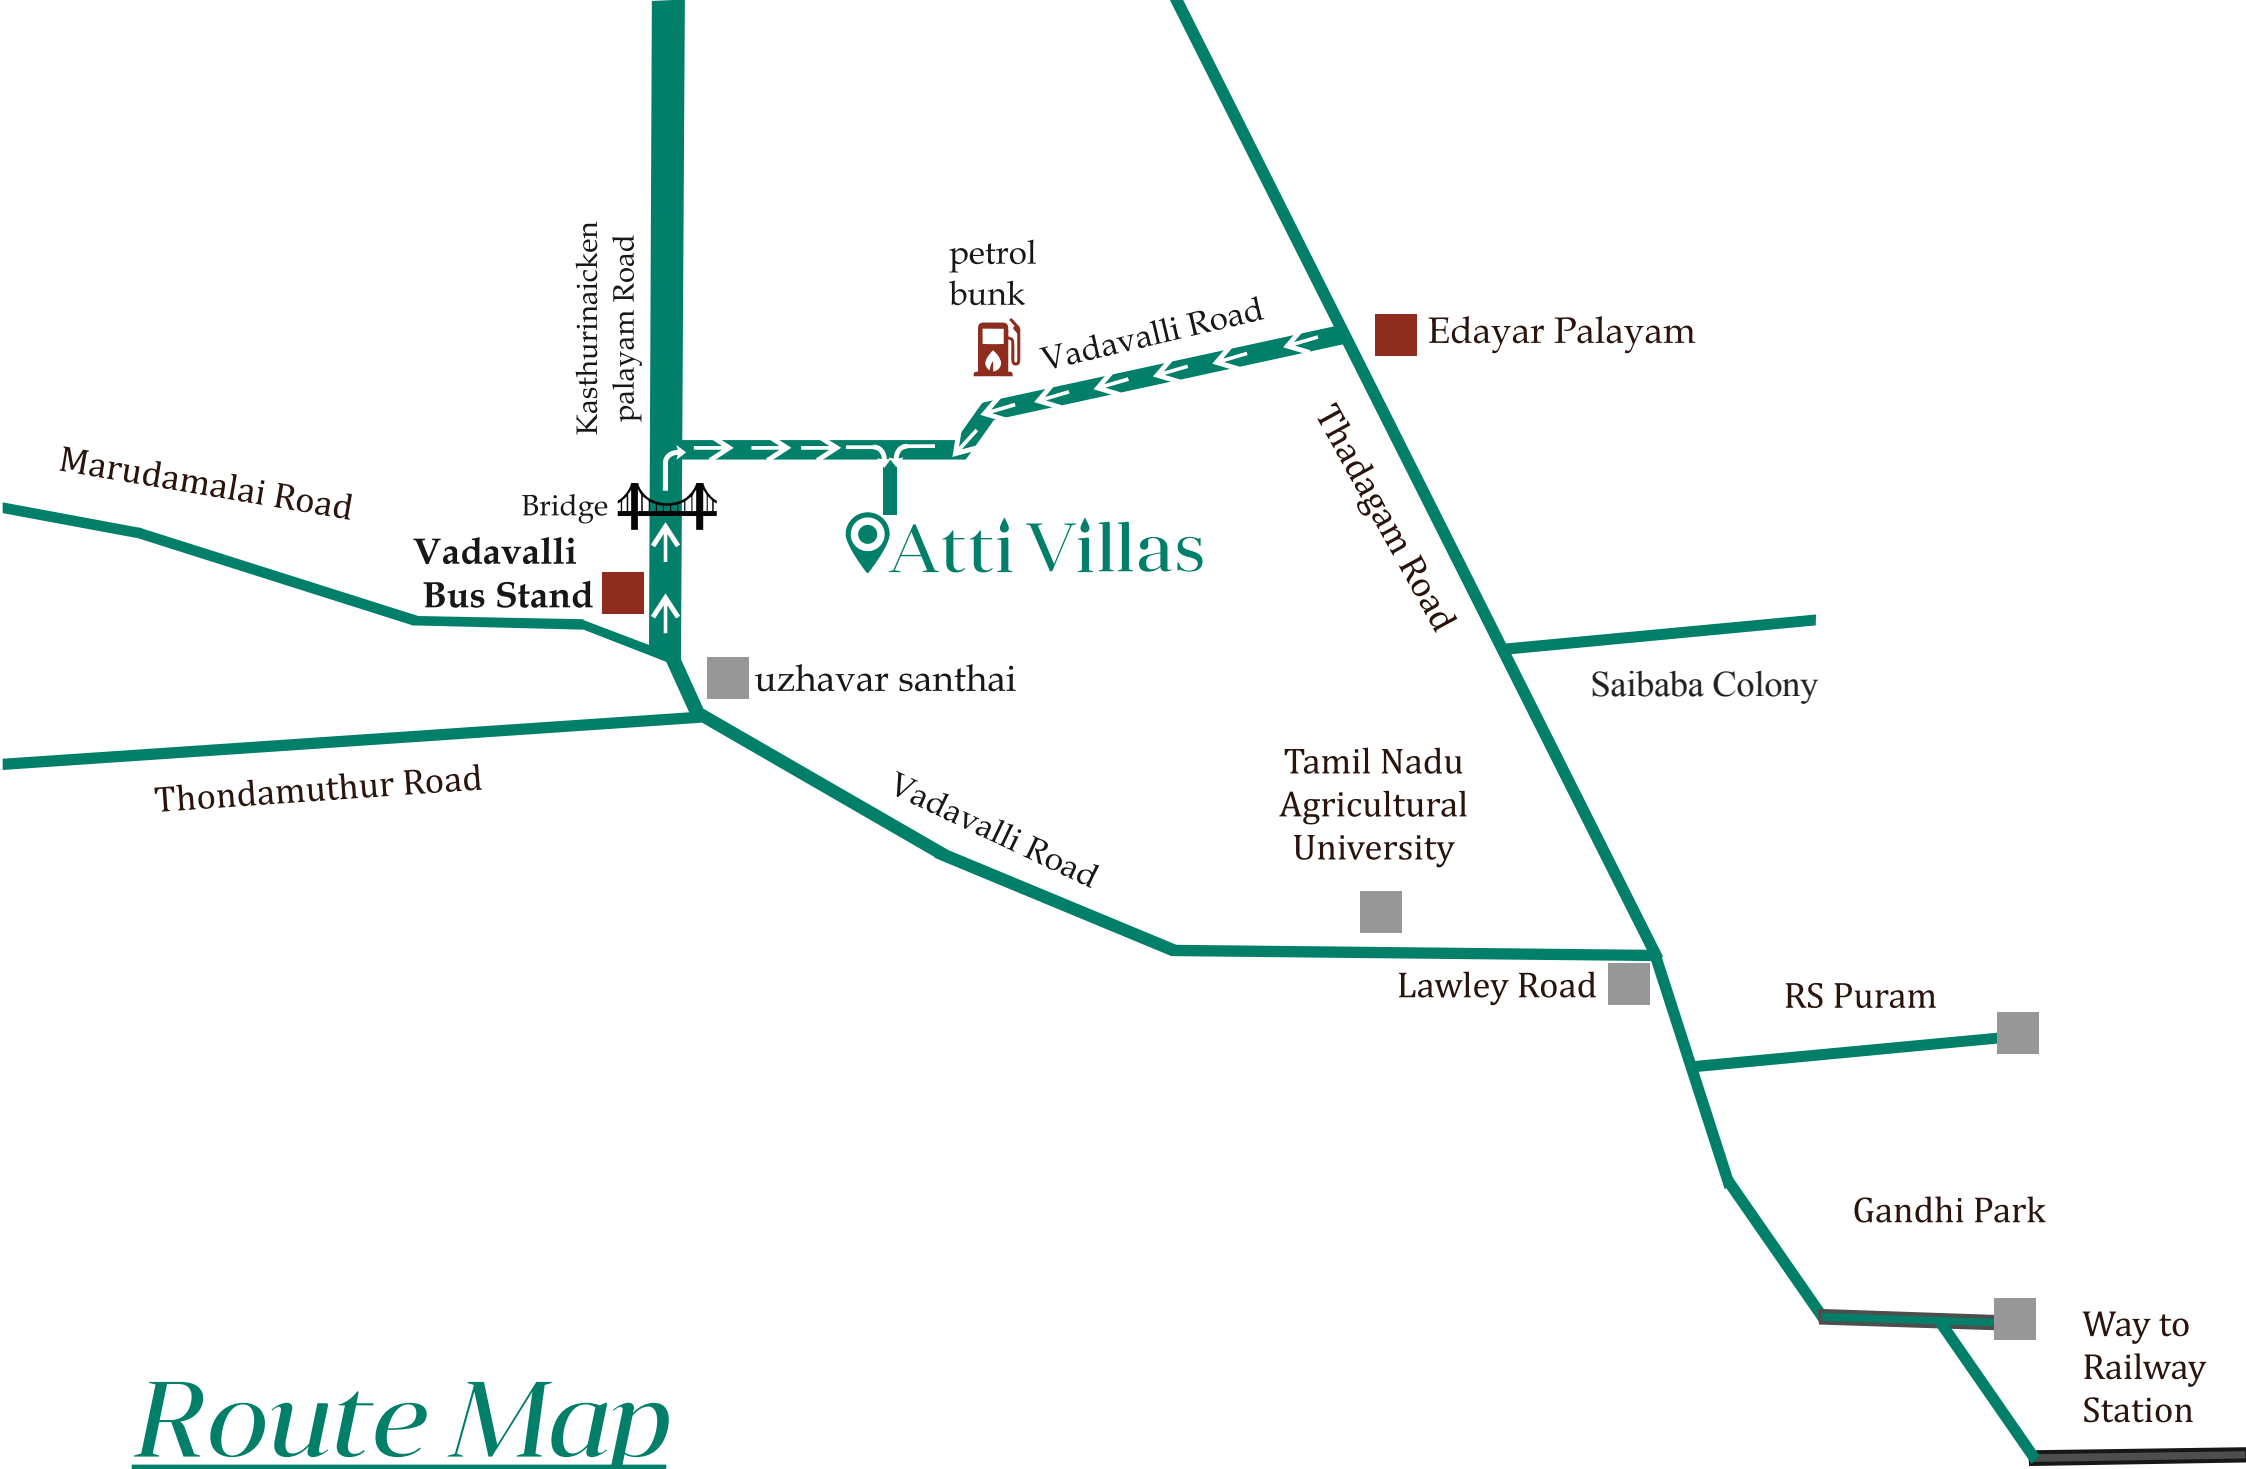 Kasthurinaicken
palayam Road
petrol
bunk
Vadavalli Road
Edayar Palayam
Marudamalai Road
Bridge
Vadavalli
Bus Stand
Atti Villas
Thadagam Road
uzhavar santhai
Saibaba Colony
Thondamuthur Road
Vadavalli Road
Tamil Nadu
Agricultural
University
Lawley Road
RS Puram
Gandhi Park
Way to
Railway
Station
Route Map